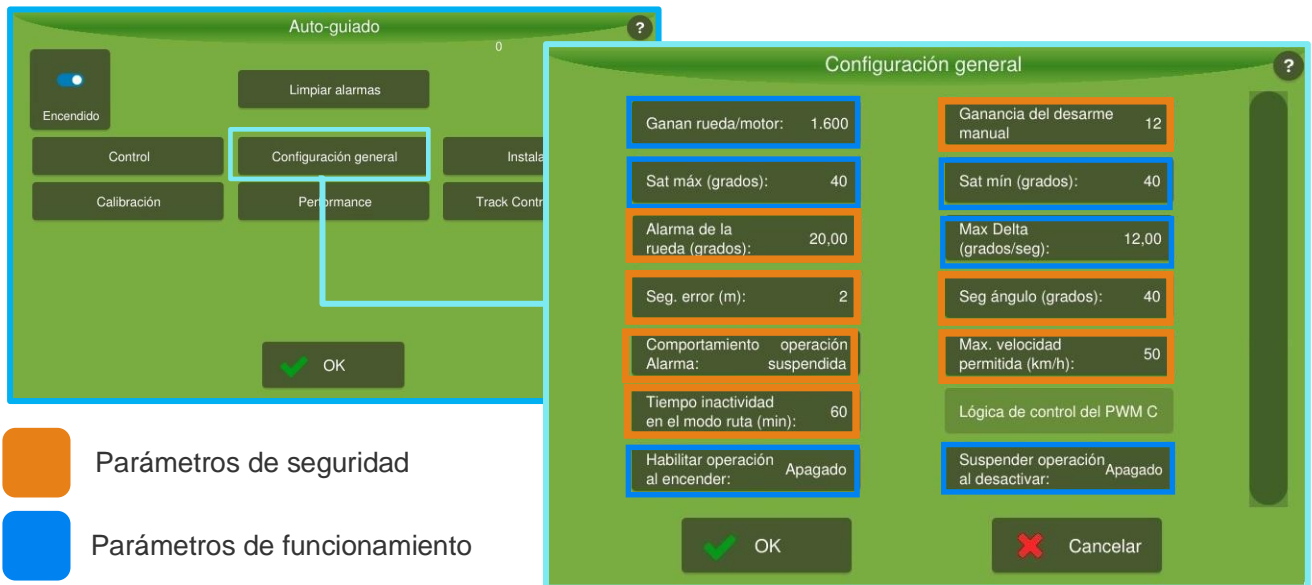 Auto-guiado
?
0
Encendido
Limpiar alarmas
Control
Configuración general
Instala
Calibración
Performance
Track Contr
OK
Configuración general
?
Ganan rueda/motor: 1.600
Ganancia del desarme
manual 12
Sat máx (grados): 40
Sat mín (grados): 40
Alarma de la
rueda (grados): 20,00
Max Delta
(grados/seg): 12,00
Seg. error (m): 2
Seg ángulo (grados): 40
Comportamiento operación
Alarma: suspendida
Max. velocidad
permitida (km/h): 50
Tiempo inactividad
en el modo ruta (min): 60
Lógica de control del PWM C
Habilitar operación
al encender: Apagado
Suspender operación
al desactivar: Apagado
OK
Cancelar
Parámetros de seguridad
Parámetros de funcionamiento